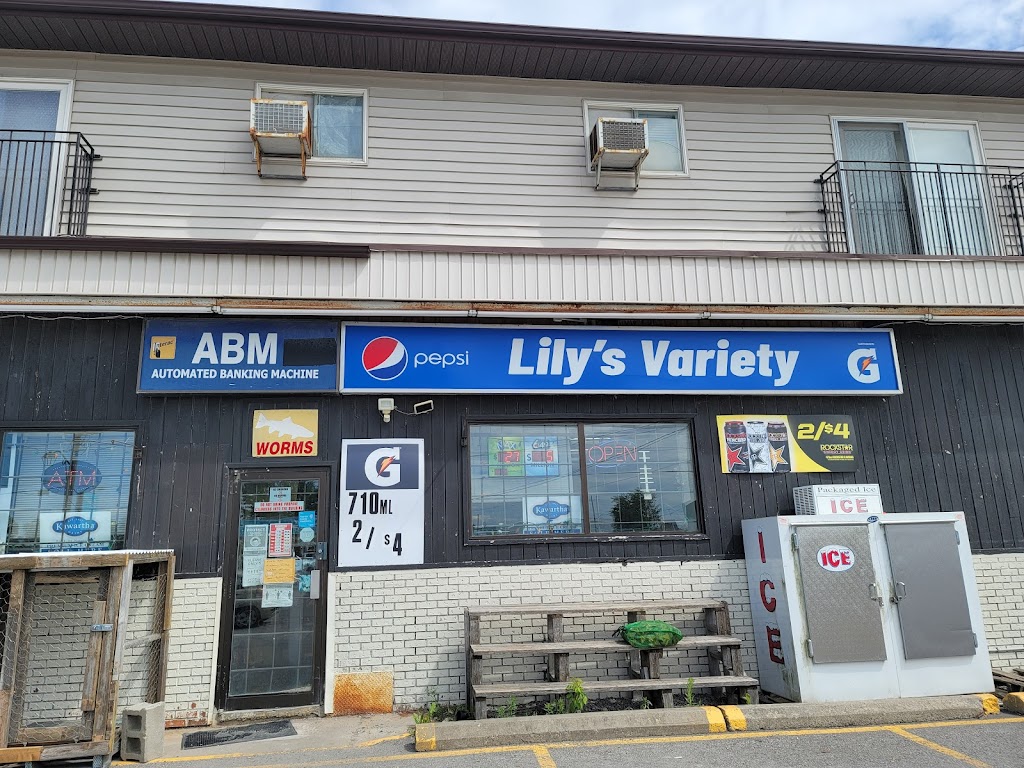 ABM
AUTOMATED BANKING MACHINE
pepsi
Lily's Variety
G
WORMS
G
710ML
2/$4
OPEN
2/$4
ROCKSTAR
ATM
Kawartha
Kawartha
Packaged Ice
ICE
ICE
ICE